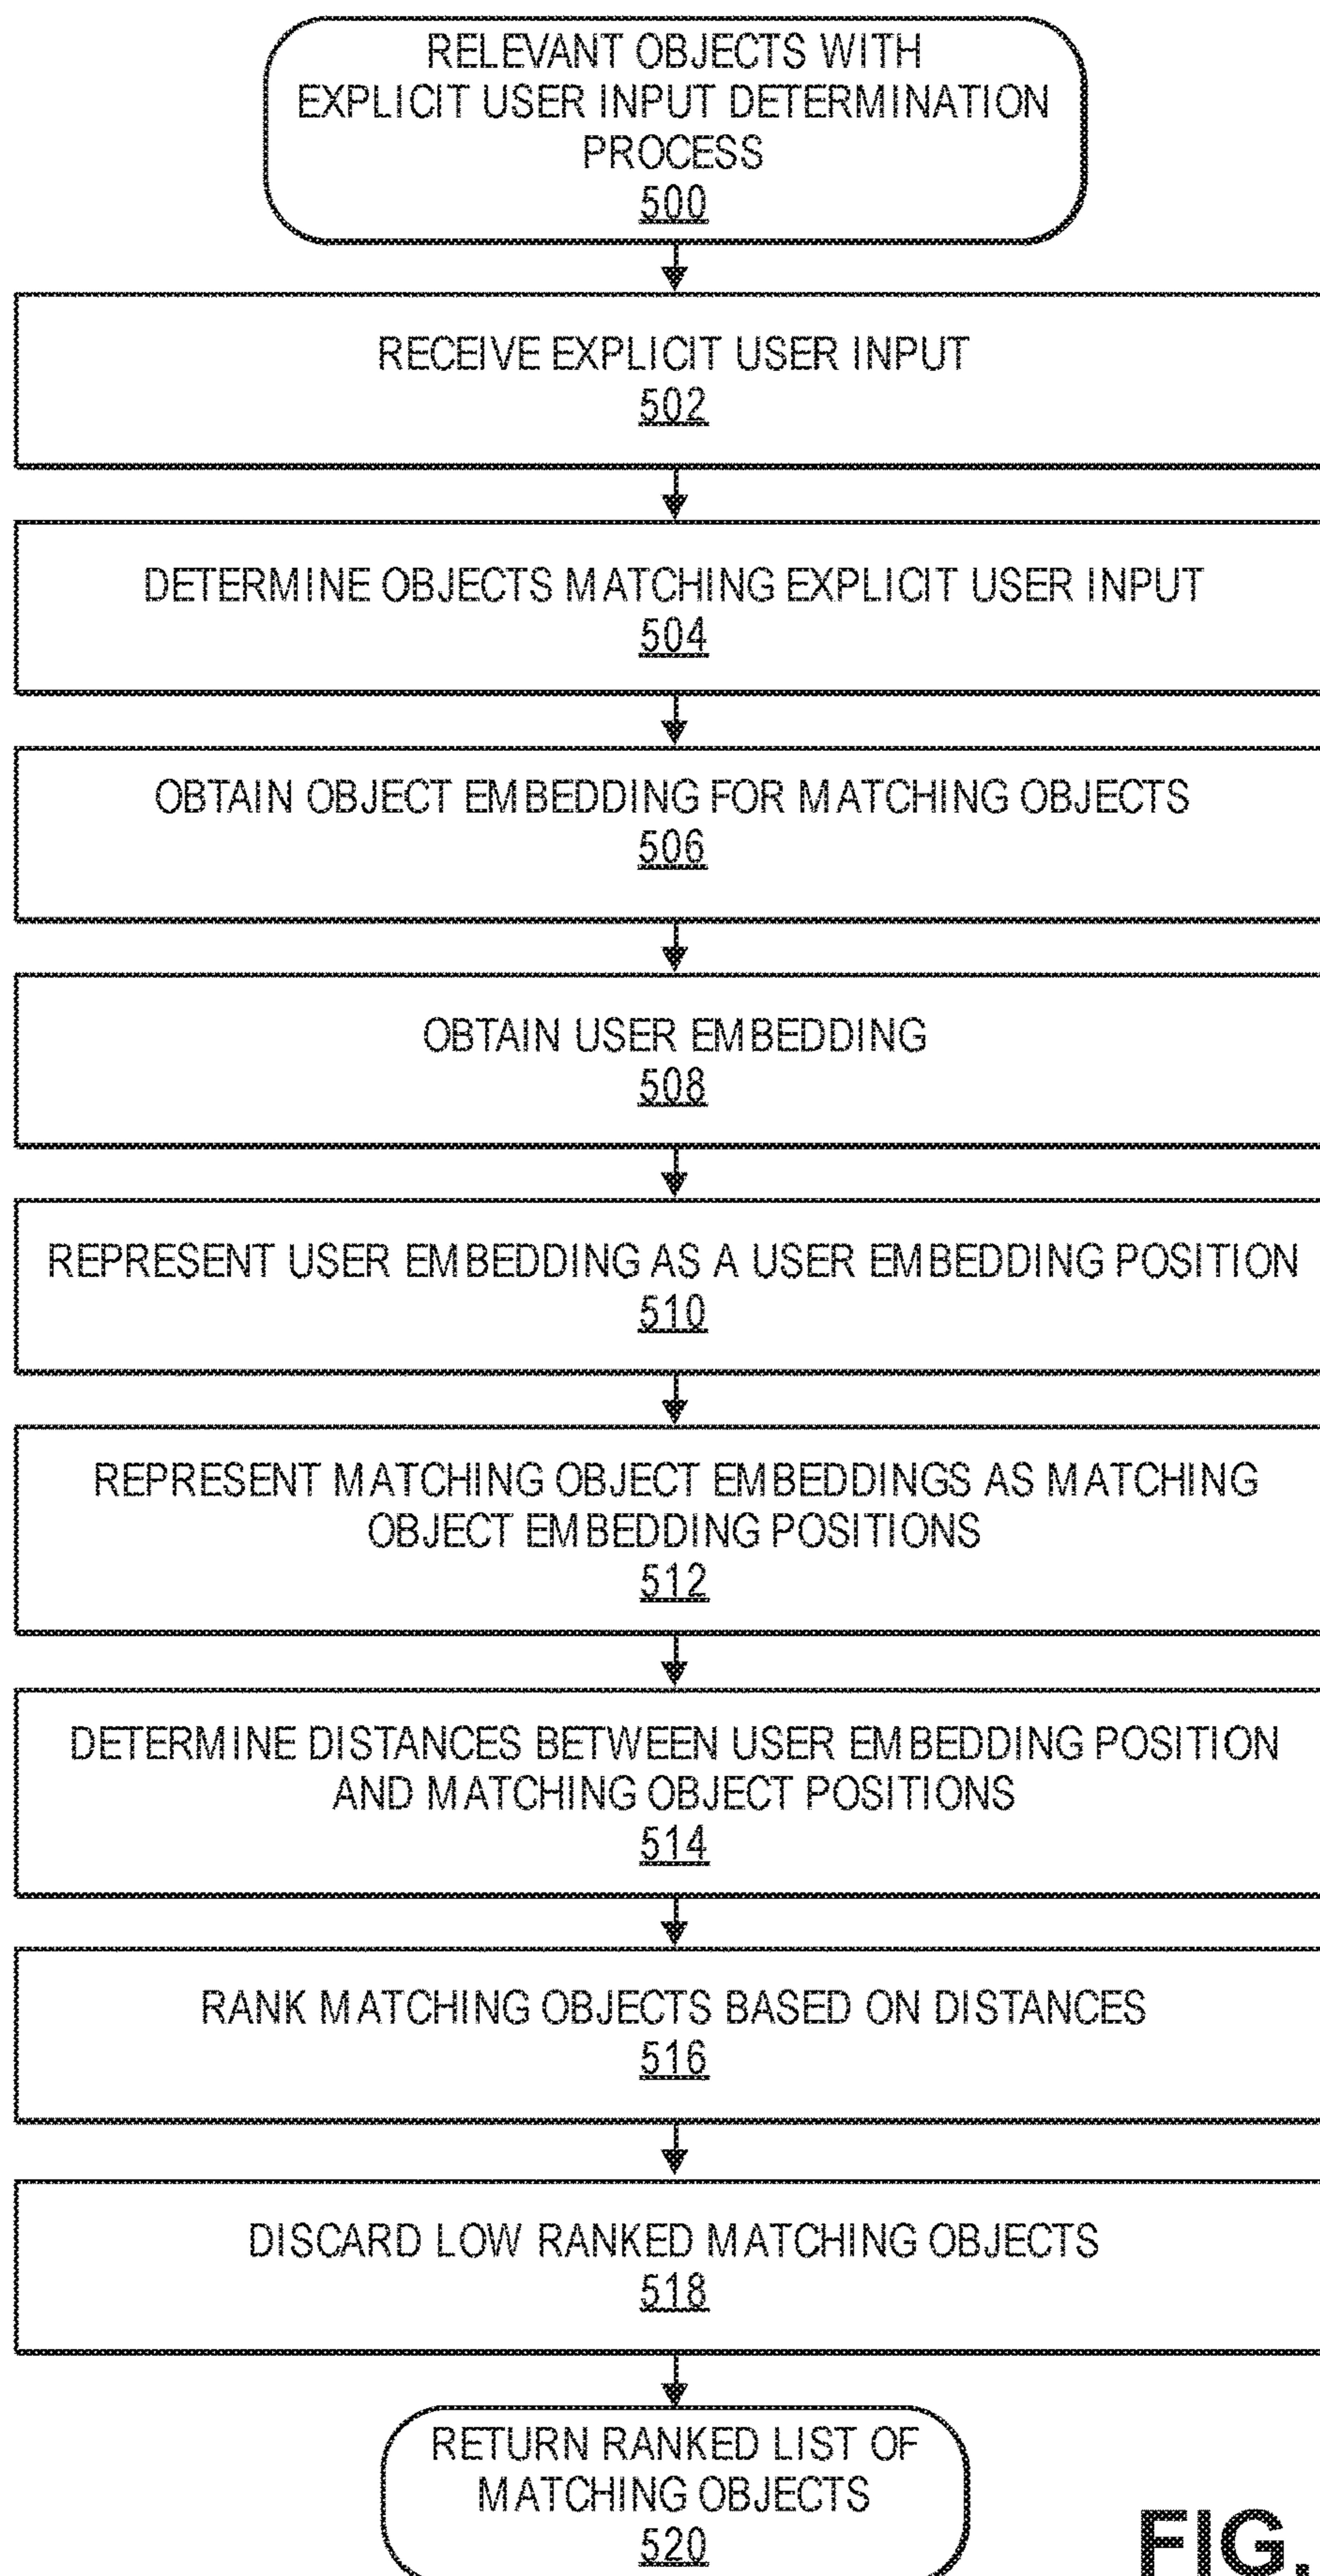 RELEVANT OBJECTS WITH
EXPLICIT USER INPUT DETERMINATION
PROCESS
500
RECEIVE EXPLICIT USER INPUT
502
DETERMINE OBJECTS MATCHING EXPLICIT USER INPUT
504
OBTAIN OBJECT EMBEDDING FOR MATCHING OBJECTS
506
OBTAIN USER EMBEDDING
508
REPRESENT USER EMBEDDING AS A USER EMBEDDING POSITION
510
REPRESENT MATCHING OBJECT EMBEDDINGS AS MATCHING
OBJECT EMBEDDING POSITIONS
512
DETERMINE DISTANCES BETWEEN USER EMBEDDING POSITION
AND MATCHING OBJECT POSITIONS
514
RANK MATCHING OBJECTS BASED ON DISTANCES
516
DISCARD LOW RANKED MATCHING OBJECTS
518
RETURN RANKED LIST OF
MATCHING OBJECTS
520
FIG.